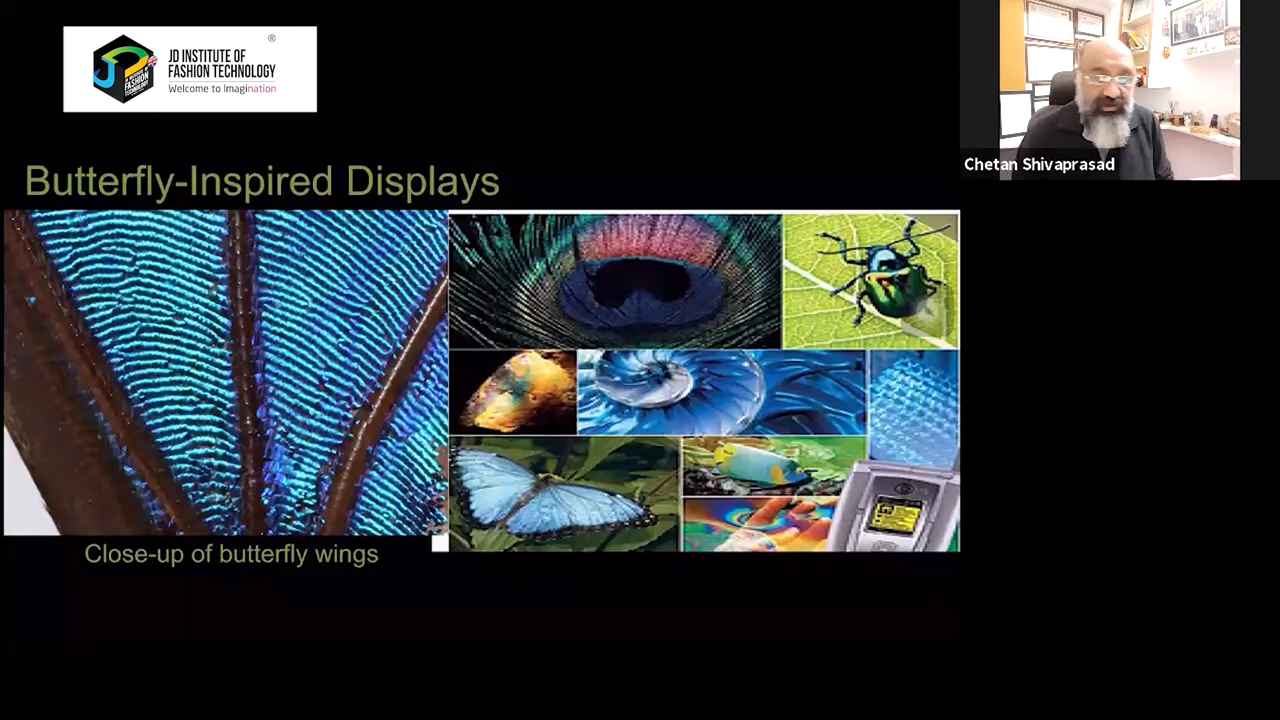 JD INSTITUTE OF
FASHION TECHNOLOGY
Welcome to Imagination
®
Butterfly-Inspired Displays
Close-up of butterfly wings
Chetan Shivaprasad